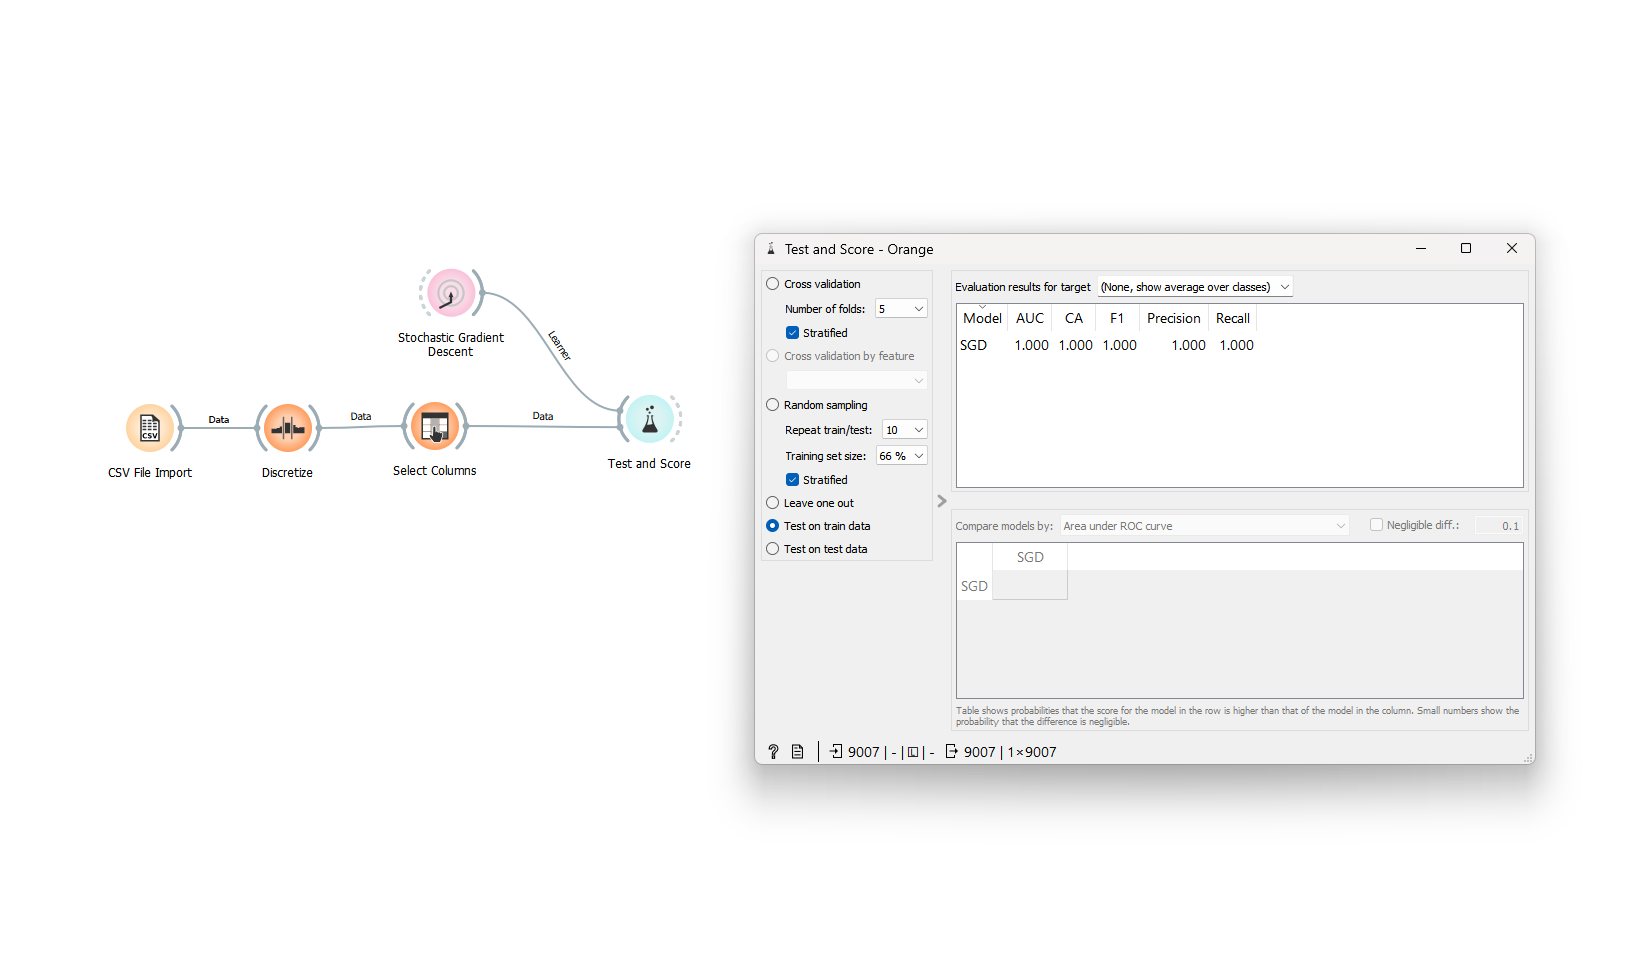 Stochastic Gradient
Descent
Learner
CSV
Data
Data
Data
CSV File Import
Discretize
Select Columns
Test and Score
Test and Score - Orange
Cross validation
Number of folds: 5
Stratified
Cross validation by feature
Random sampling
Repeat train/test: 10
Training set size: 66 %
Stratified
Leave one out
Test on train data
Test on test data
Evaluation results for target (None, show average over classes)
Model AUC CA F1 Precision Recall
SGD 1.000 1.000 1.000 1.000 1.000
Compare models by: Area under ROC curve Negligible diff.: 0.1
SGD
SGD
Table shows probabilities that the score for the model in the row is higher than that of the model in the column. Small numbers show the
probability that the difference is negligible.
? 9007 | - | L | - 9007 | 1×9007